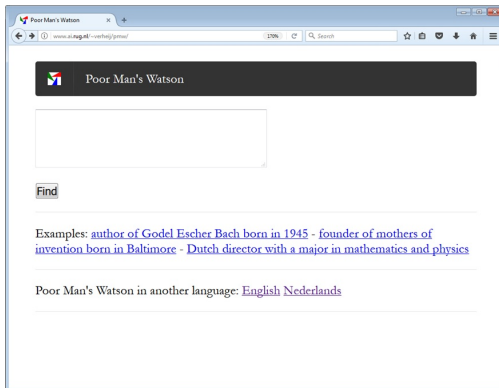 Poor Man's Watson
www.ai.rug.nl/~verheij/pmw/
170%
Search
Poor Man's Watson
Find
Examples: author of Godel Escher Bach born in 1945 - founder of mothers of
invention born in Baltimore - Dutch director with a major in mathematics and physics
Poor Man's Watson in another language: English Nederlands